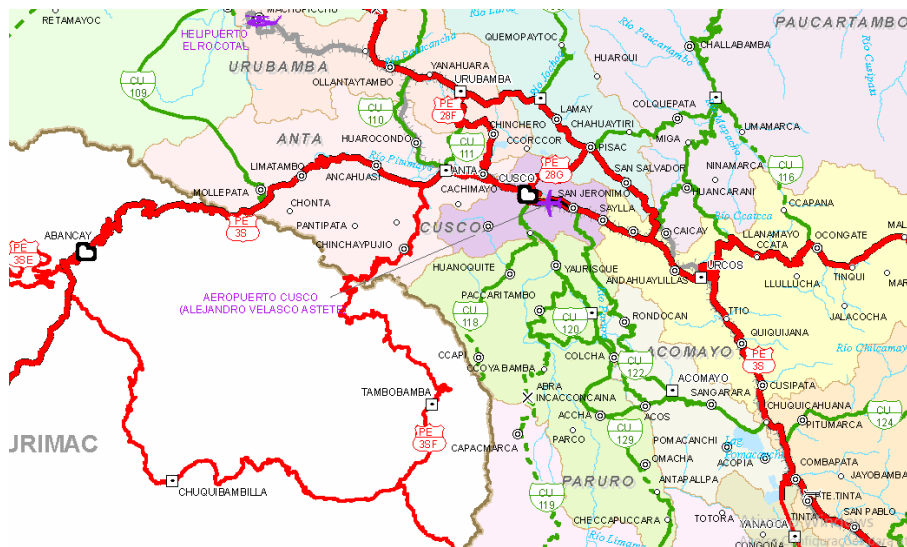 MACHUPICCHU
RETAMAYOC
HELIPUERTO
EL ROCOTAL
URUBAMBA
QUEMOPAYTOC
HUARQUI
Río Paucartambo
PAUCARTAMBO
CHALLABAMBA
YANAHUARA
OLLANTAYTAMBO
URUBAMBA
CU
109
CU
110
PE
28F
LAMAY
COLQUEPATA
CHINCHERO
CHAHUAYTIRI
ANTA
HUAROCONDO
CU
111
CCORCCOR
PISAC
MIGA
UMAMARCA
LIMATAMBO
ANCAHUASI
ANTA
CUSCO
PE
28G
SAN SALVADOR
NINAMARCA
CU
116
MOLLEPATA
CHONTA
CACHIMAYO
SAN JERONIMO
HUANCARANI
CCAPANA
PE
3S
PANTIPATA
CUSCO
SAYLLA
Río Ccatcca
ABANCAY
CHINCHAYPUJIO
CAICAY
LLANAMAYO
CCATA
OCONGATE
PE
3SE
HUANOQUITE
YAURISQUE
ANDAHUAYLILLAS
URCOS
LLULLUCHA
TINQUI
AEROPUERTO CUSCO
(ALEJANDRO VELASCO ASTETE)
PACCARITAMBO
CU
118
CU
120
RONDOCAN
TTIO
JALACOCHA
QUIQUIJANA
CCAPI
COLCHA
ACOMAYO
PE
3S
CCOYABAMBA
CU
122
TAMBOBAMBA
ABRA
INCACCONCAINA
ACOMAYO
SANGARARA
CUSIPATA
CHUQUICAHUANA
ACCHA
ACOS
PITUMARCA
CU
124
PE
3SF
CAPACMARCA
PARCO
CU
129
POMACANCHI
Lag
Pomacanchi
URIMAC
OMACHA
ACOPIA
COMBAPATA
JAYOBAMBA
CHUQUIBAMBILLA
PARURO
ANTAPALLPA
CU
119
CHECCAPUCCARA
TOTORA
YANAOCA
TINTA
SAN PABLO